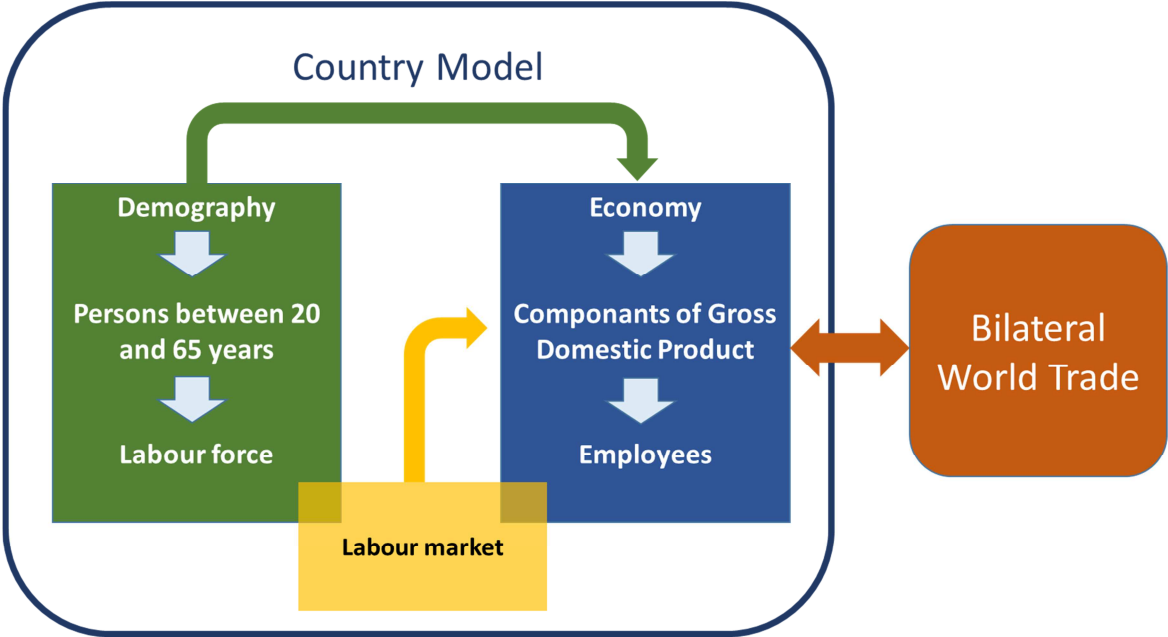 Country Model
Demography
Persons between 20
and 65 years
Labour force
Economy
Componants of Gross
Domestic Product
Employees
Labour market
Bilateral
World Trade